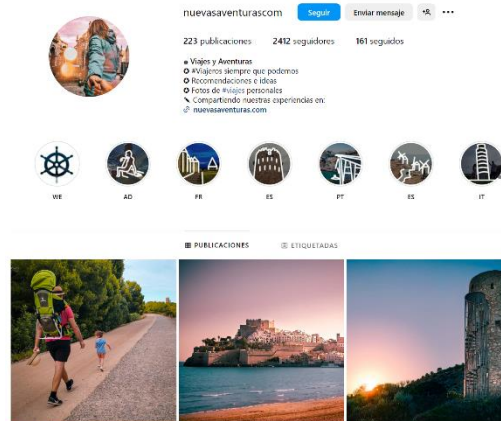 nuevasaventurascom Seguir Enviar mensaje
223 publicaciones 2412 seguidores 161 seguidos
Viajes y Aventuras
#Viajeros siempre que podemos
Recomendaciones e ideas
Fotos de #viajes personales
Compartiendo nuestras experiencias en:
nuevasaventuras.com
WE AD FR ES PT ES IT
PUBLICACIONES ETIQUETADAS